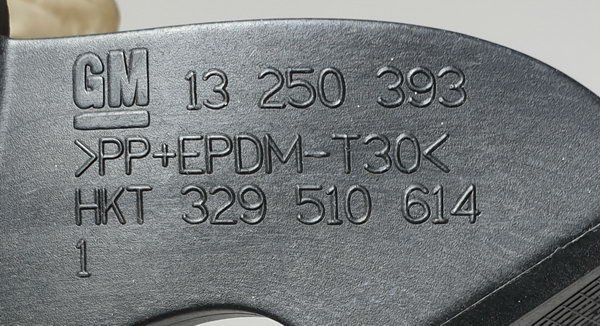 GM 13 250 393
>PP+EPDM-T30<
HKT 329 510 614
1